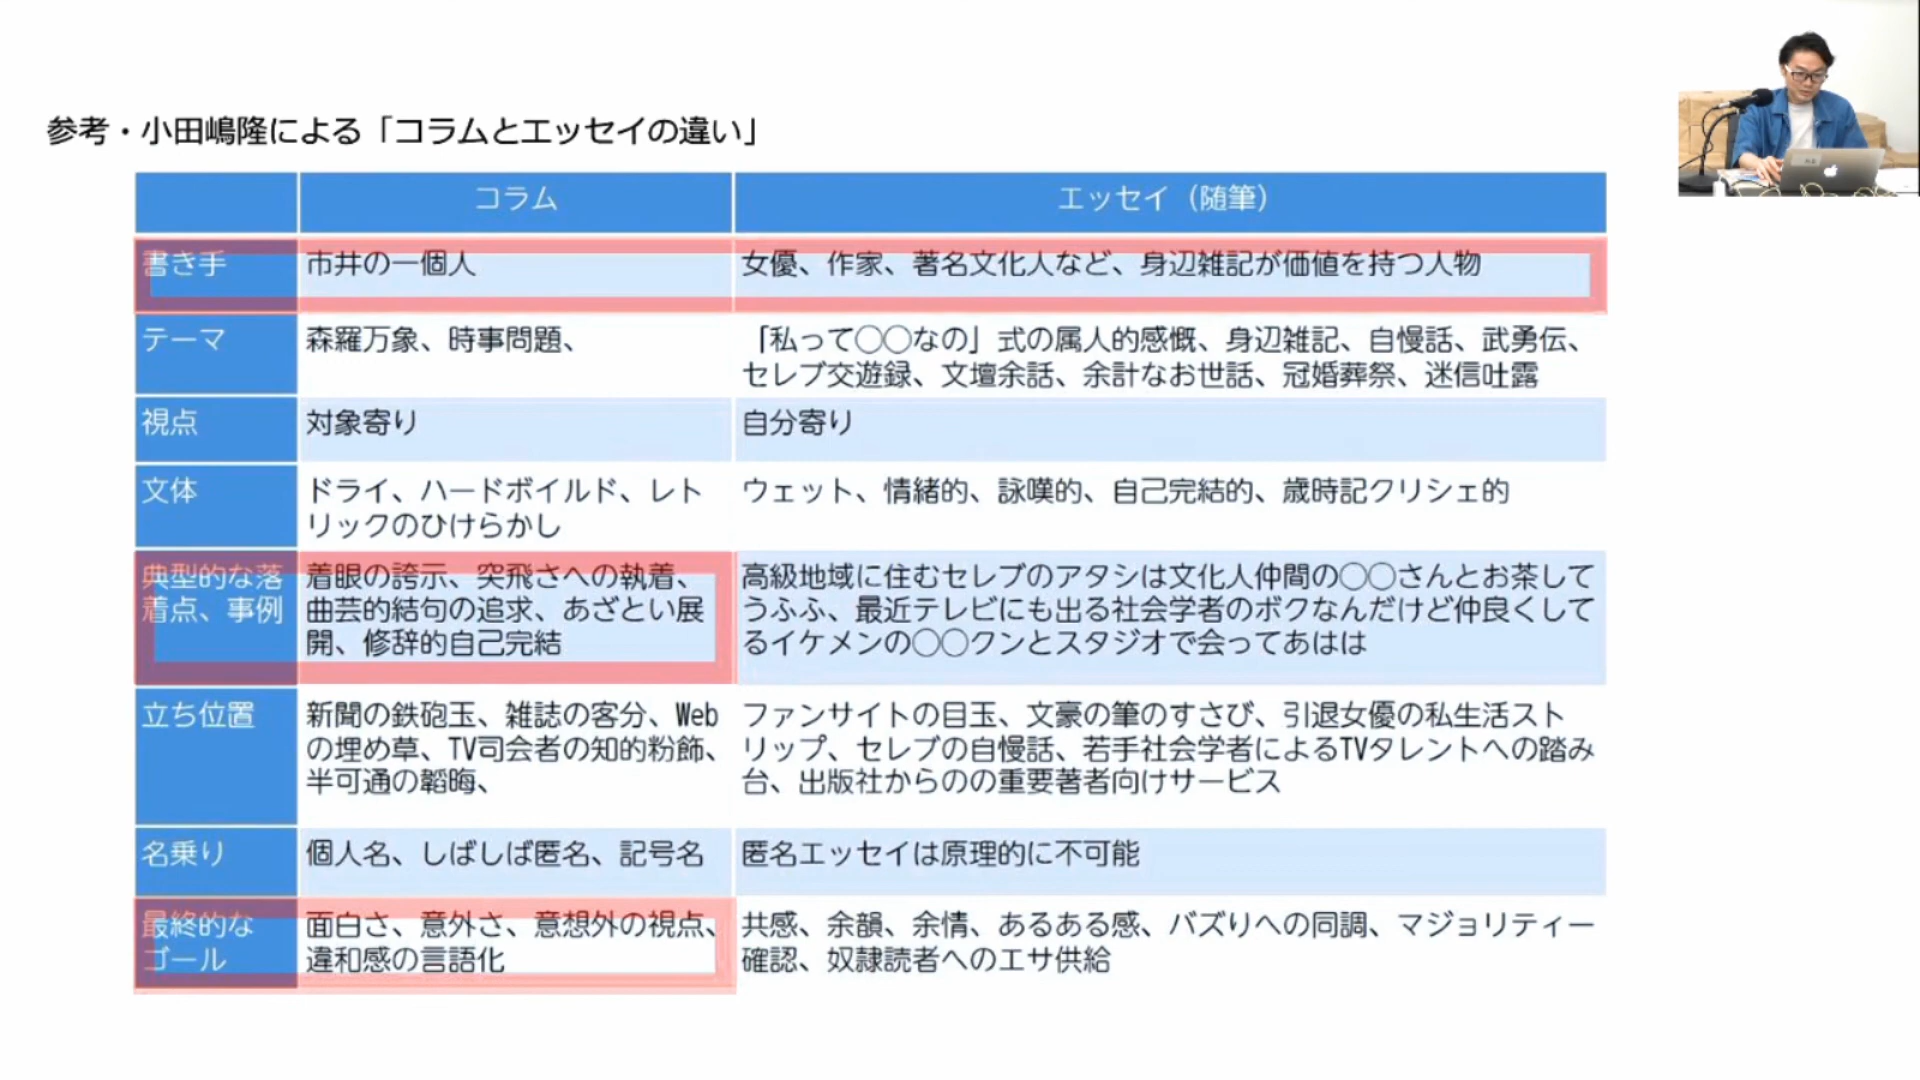 参考・小田嶋隆による「コラムとエッセイの違い」
コラム
エッセイ（随筆）
書き手
市井の一個人
女優、作家、著名文化人など、身辺雑記が価値を持つ人物
テーマ
森羅万象、時事問題、
「私って〇〇なの」式の属人的感慨、身辺雑記、自慢話、武勇伝、
セレブ交遊録、文壇余話、余計なお世話、冠婚葬祭、迷信吐露
視点
対象寄り
自分寄り
文体
ドライ、ハードボイルド、レト
リックのひけらかし
ウェット、情緒的、詠嘆的、自己完結的、歳時記クリシェ的
典型的な落
着点、事例
着眼の誇示、突飛さへの執着、
曲芸的結句の追求、あざとい展
開、修辞的自己完結
高級地域に住むセレブのアタシは文化人仲間の〇〇さんとお茶して
うふふ、最近テレビにも出る社会学者のボクなんだけど仲良くして
るイケメンの〇〇クンとスタジオで会ってあはは
立ち位置
新聞の鉄砲玉、雑誌の客分、Web
の埋め草、TV司会者の知的粉飾、
半可通の韜晦、
ファンサイトの目玉、文豪の筆のすさび、引退女優の私生活スト
リップ、セレブの自慢話、若手社会学者によるTVタレントへの踏み
台、出版社からのの重要著者向けサービス
名乗り
個人名、しばしば匿名、記号名
匿名エッセイは原理的に不可能
最終的な
ゴール
面白さ、意外さ、意想外の視点、
違和感の言語化
共感、余韻、余情、あるある感、バズりへの同調、マジョリティー
確認、奴隷読者へのエサ供給